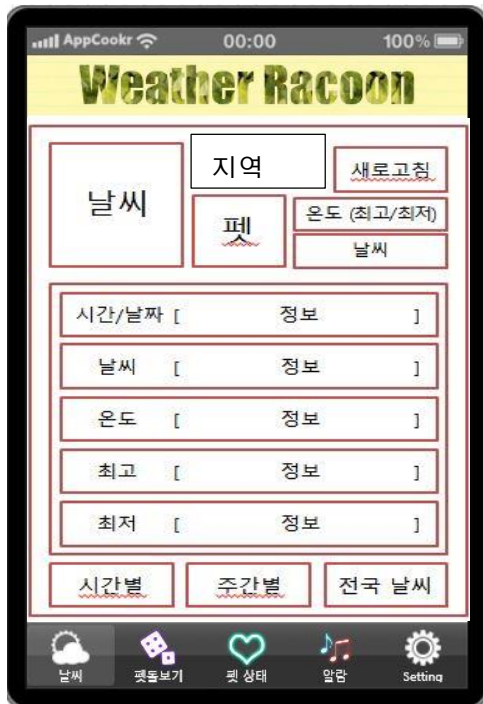 AppCookr 00:00 100%
Weather Racoon
날씨
지역
새로고침
펫
온도 (최고/최저)
날씨
시간/날짜 [ 정보 ]
날씨 [ 정보 ]
온도 [ 정보 ]
최고 [ 정보 ]
최저 [ 정보 ]
시간별 주간별 전국 날씨
날씨 펫돌보기 펫 상태 알람 Setting